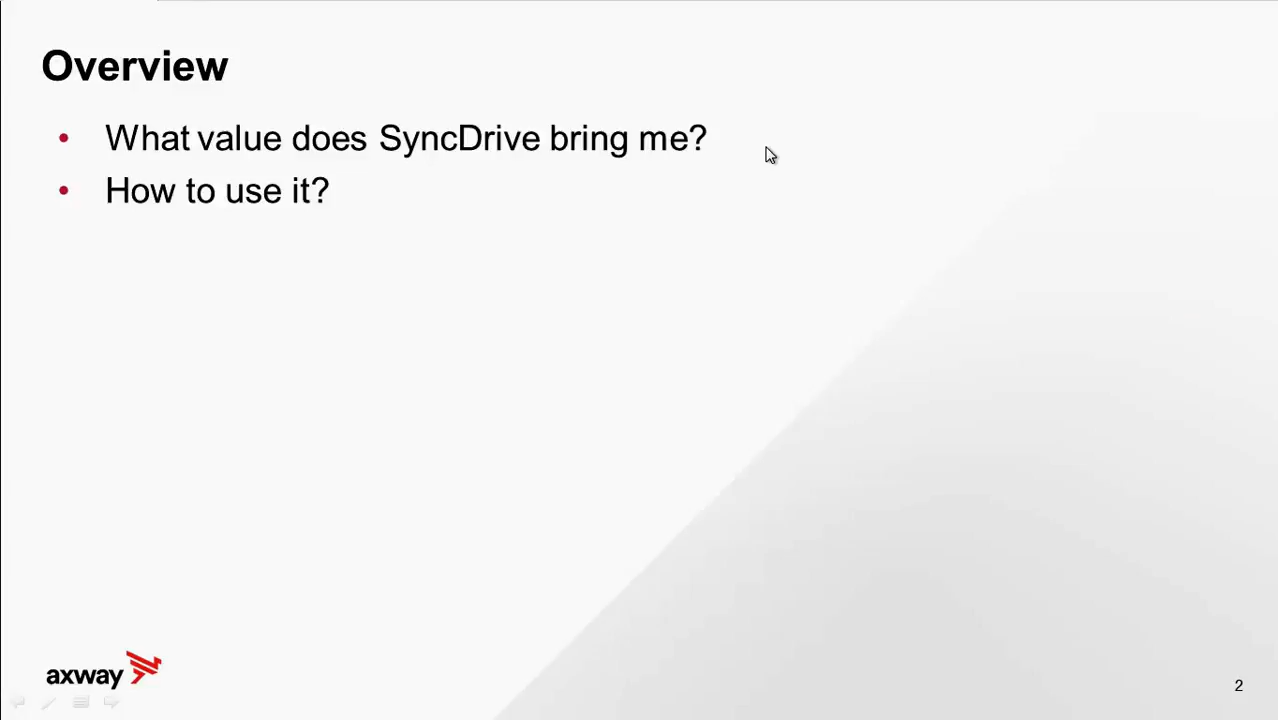 Overview
• What value does SyncDrive bring me?
• How to use it?
axway
2